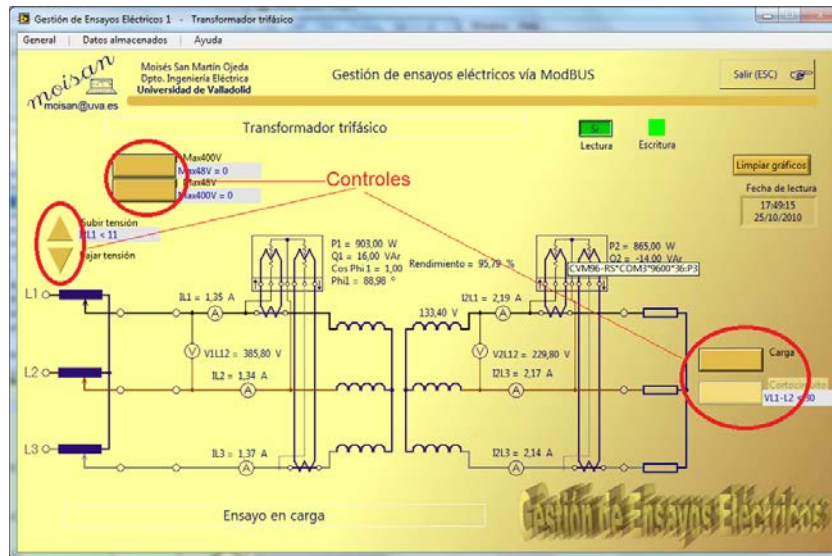 Gestión de Ensayos Eléctricos 1 - Transformador trifásico
General | Datos almacenados | Ayuda
moisan
moisan@uva.es
Moisés San Martín Ojeda
Dpto. Ingeniería Eléctrica
Universidad de Valladolid
Gestión de ensayos eléctricos vía ModBUS
Salir (ESC)
Transformador trifásico
Si
Lectura
Escritura
Max400V
Max48V = 0
Max48V
Max400V = 0
Controles
Limpiar gráficos
Fecha de lectura
17:49:15
25/10/2010
Subir tensión
IL1 < 11
Bajar tensión
P1 = 903,00 W
Q1 = 16,00 VAr
Cos Phi 1 = 1,00
Phi1 = 88,98 º
Rendimiento = 95,79 %
P2 = 865,00 W
Q2 = -14,00 VAr
CVM96-RS*COM3*9600*36:P3
L1
IL1 = 1,35 A
A
133,40 V
I2L1 = 2,19 A
A
V
V1L12 = 385,80 V
V
V2L12 = 229,80 V
Carga
L2
IL2 = 1,34 A
A
I2L3 = 2,17 A
A
Cortocircuito
VL1-L2 < 30
L3
IL3 = 1,37 A
A
I2L3 = 2,14 A
A
Ensayo en carga
Gestión de Ensayos Eléctricos